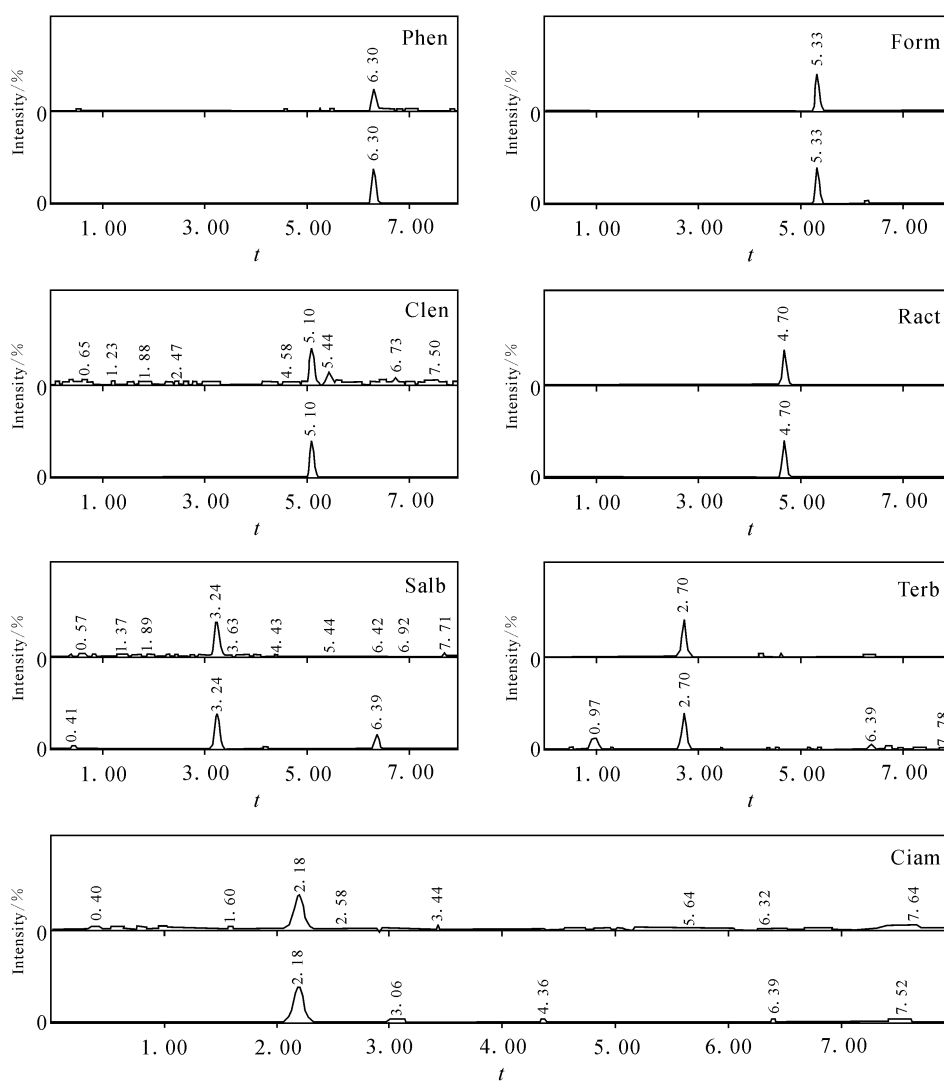 Phen
Intensity/%
6.30
0
6.30
0
1.00 3.00 5.00 7.00
t
Form
Intensity/%
5.33
0
5.33
0
1.00 3.00 5.00 7.00
t
Clen
Intensity/%
0.65 1.23 1.88 2.47 4.58 5.10 5.44 6.73 7.50
0
5.10
0
1.00 3.00 5.00 7.00
t
Ract
Intensity/%
4.70
0
4.70
0
1.00 3.00 5.00 7.00
t
Salb
Intensity/%
0.57 1.37 1.89 3.24 3.63 4.43 5.44 6.42 6.92 7.71
0
0.41 3.24 6.39
0
1.00 3.00 5.00 7.00
t
Terb
Intensity/%
2.70
0
0.97 2.70 6.39 7.78
0
1.00 3.00 5.00 7.00
t
Ciam
Intensity/%
0.40 1.60 2.18 2.58 3.44 5.64 6.32 7.64
0
2.18 3.06 4.36 6.39 7.52
0
1.00 2.00 3.00 4.00 5.00 6.00 7.00
t